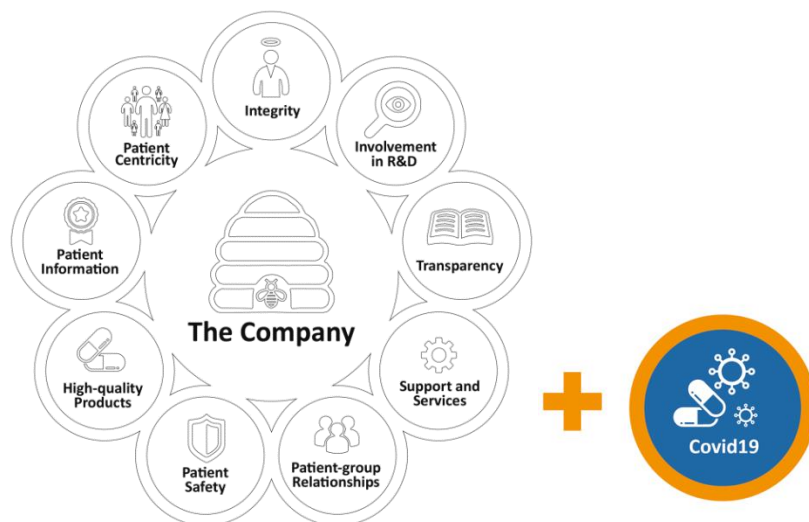 Integrity
Involvement
in R&D
Transparency
Support and
Services
Patient-group
Relationships
Patient
Safety
High-quality
Products
Patient
Information
Patient
Centricity
The Company
Covid19